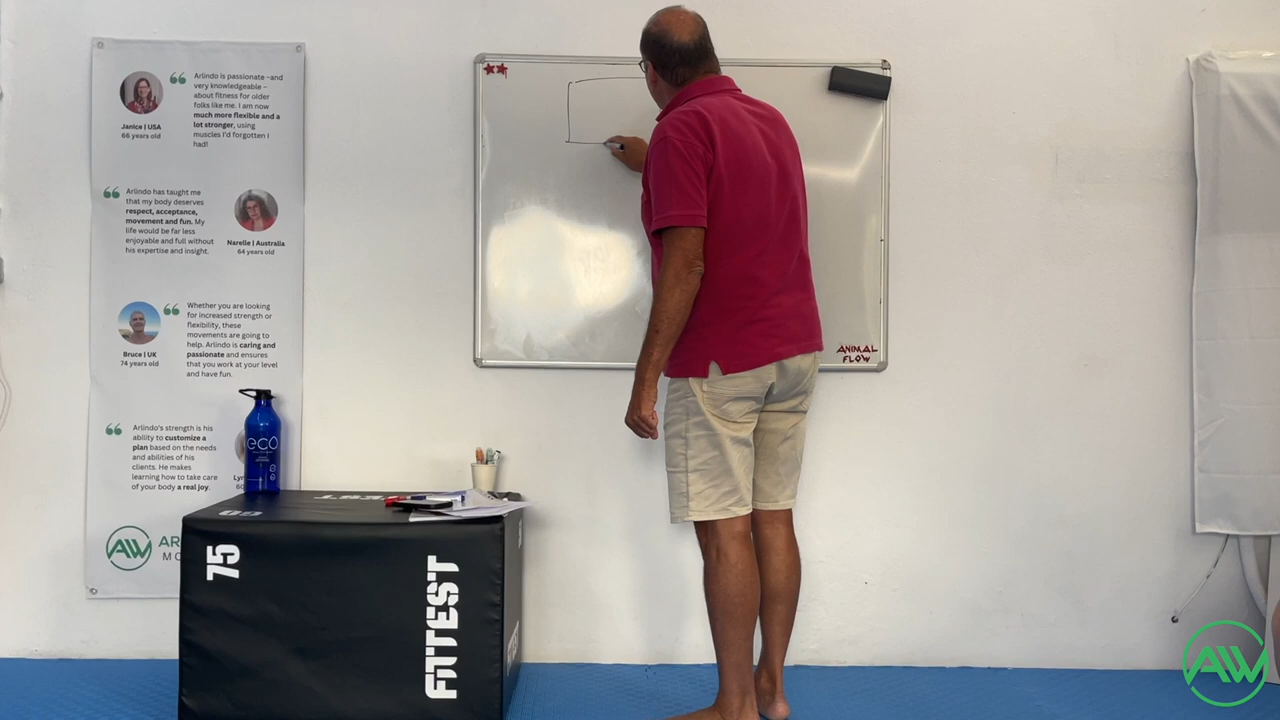 Arlindo is passionate –and
very knowledgeable –
about fitness for older
folks like me. I am now
much more flexible and a
lot stronger, using
muscles I'd forgotten I
had!
Janice | USA
66 years old
Arlindo has taught me
that my body deserves
respect, acceptance,
movement and fun. My
life would be far less
enjoyable and full without
his expertise and insight.
Narelle | Australia
64 years old
Whether you are looking
for increased strength or
flexibility, these
movements are going to
help. Arlindo is caring and
passionate and ensures
that you work at your level
and have fun.
Bruce | UK
74 years old
Arlindo's strength is his
ability to customize a
plan based on the needs
and abilities of his
clients. He makes
learning how to take care
of your body a real joy.
AW
ANIMAL
FLOW
eco
60
75
FITTEST
AW